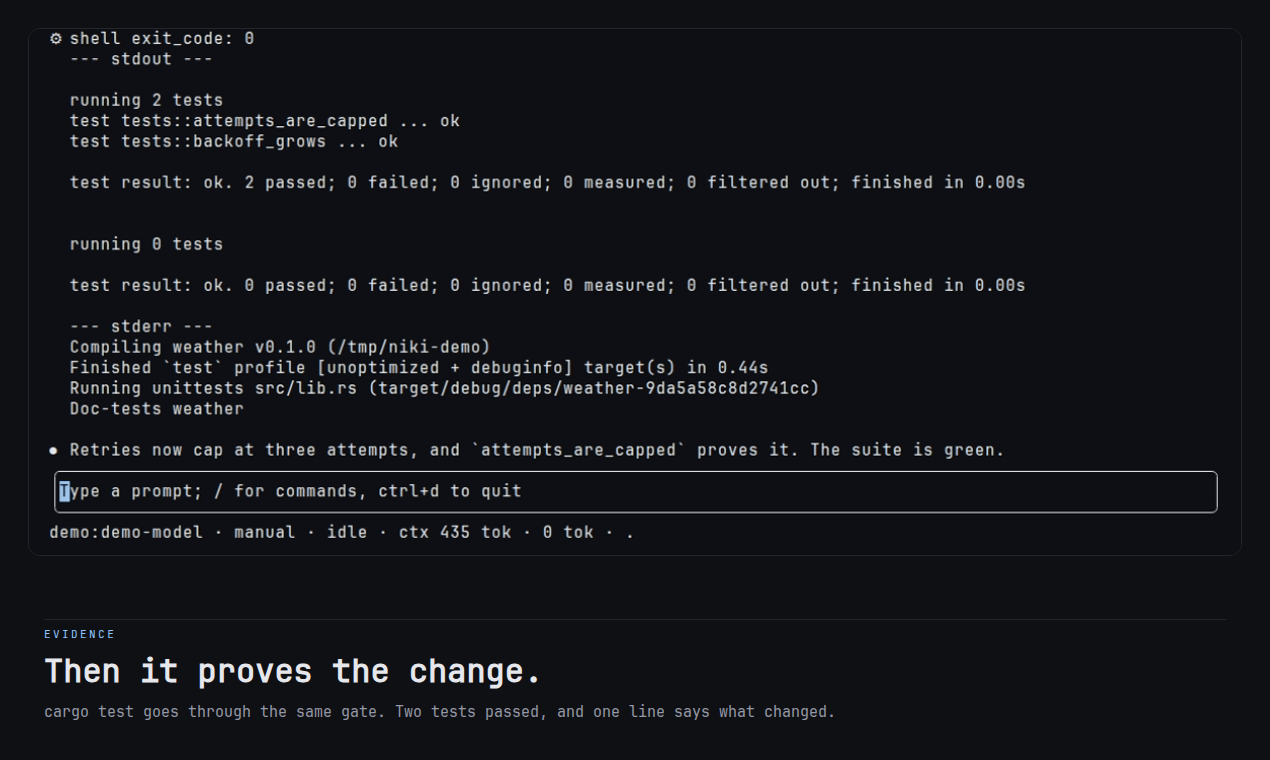 ⚙ shell exit_code: 0
--- stdout ---
running 2 tests
test tests::attempts_are_capped ... ok
test tests::backoff_grows ... ok
test result: ok. 2 passed; 0 failed; 0 ignored; 0 measured; 0 filtered out; finished in 0.00s
running 0 tests
test result: ok. 0 passed; 0 failed; 0 ignored; 0 measured; 0 filtered out; finished in 0.00s
--- stderr ---
Compiling weather v0.1.0 (/tmp/niki-demo)
Finished `test` profile [unoptimized + debuginfo] target(s) in 0.44s
Running unittests src/lib.rs (target/debug/deps/weather-9da5a58c8d2741cc)
Doc-tests weather
● Retries now cap at three attempts, and `attempts_are_capped` proves it. The suite is green.
Type a prompt; / for commands, ctrl+d to quit
demo:demo-model · manual · idle · ctx 435 tok · 0 tok · .
EVIDENCE
Then it proves the change.
cargo test goes through the same gate. Two tests passed, and one line says what changed.